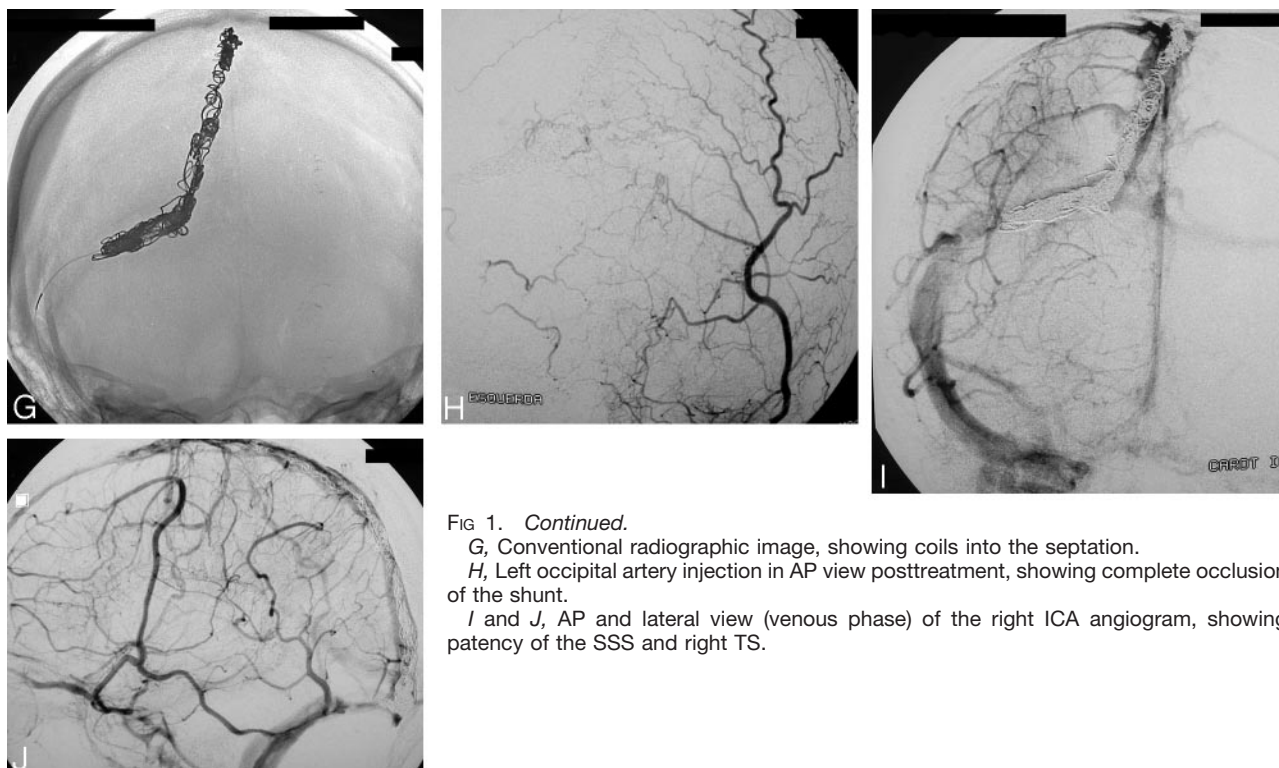 G
H
ESQUERDA
I
CAROT I
J
FIG 1. Continued.
G, Conventional radiographic image, showing coils into the septation.
H, Left occipital artery injection in AP view posttreatment, showing complete occlusion
of the shunt.
I and J, AP and lateral view (venous phase) of the right ICA angiogram, showing
patency of the SSS and right TS.